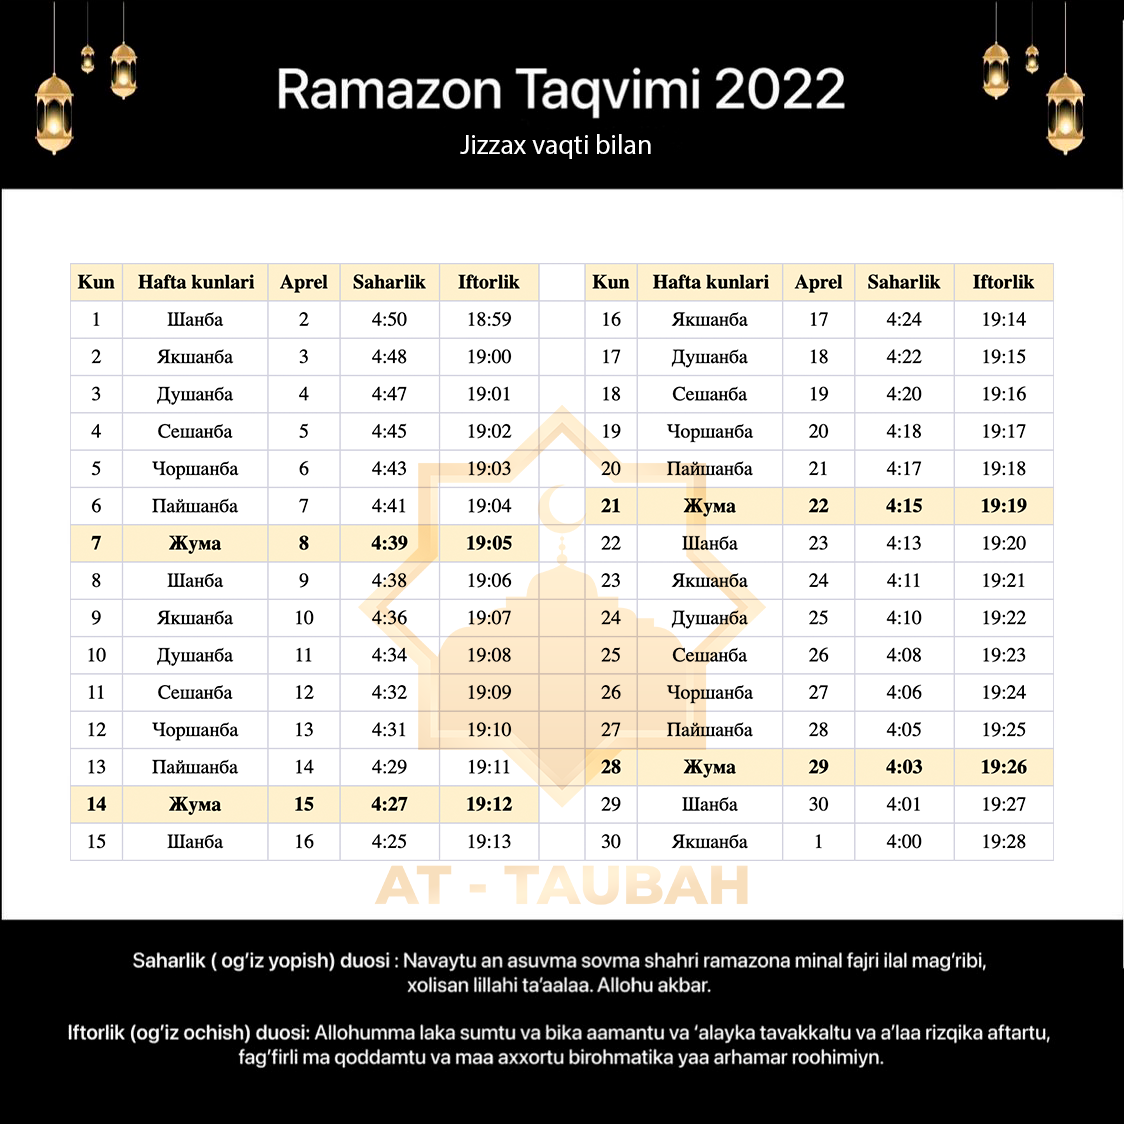 Ramazon Taqvimi 2022
Jizzax vaqti bilan
Kun Hafta kunlari Aprel Saharlik Iftorlik Kun Hafta kunlari Aprel Saharlik Iftorlik
1 Шанба 2 4:50 18:59 16 Якшанба 17 4:24 19:14
2 Якшанба 3 4:48 19:00 17 Душанба 18 4:22 19:15
3 Душанба 4 4:47 19:01 18 Сешанба 19 4:20 19:16
4 Сешанба 5 4:45 19:02 19 Чоршанба 20 4:18 19:17
5 Чоршанба 6 4:43 19:03 20 Пайшанба 21 4:17 19:18
6 Пайшанба 7 4:41 19:04 21 Жума 22 4:15 19:19
7 Жума 8 4:39 19:05 22 Шанба 23 4:13 19:20
8 Шанба 9 4:38 19:06 23 Якшанба 24 4:11 19:21
9 Якшанба 10 4:36 19:07 24 Душанба 25 4:10 19:22
10 Душанба 11 4:34 19:08 25 Сешанба 26 4:08 19:23
11 Сешанба 12 4:32 19:09 26 Чоршанба 27 4:06 19:24
12 Чоршанба 13 4:31 19:10 27 Пайшанба 28 4:05 19:25
13 Пайшанба 14 4:29 19:11 28 Жума 29 4:03 19:26
14 Жума 15 4:27 19:12 29 Шанба 30 4:01 19:27
15 Шанба 16 4:25 19:13 30 Якшанба 1 4:00 19:28
AT - TAUBAH
Saharlik ( og‘iz yopish) duosi : Navaytu an asuvma sovma shahri ramazona minal fajri ilal mag‘ribi,
xolisan lillahi ta’aalaa. Allohu akbar.
Iftorlik (og‘iz ochish) duosi: Allohumma laka sumtu va bika aamantu va ‘alayka tavakkaltu va a’laa rizqika aftartu,
fag‘firli ma qoddamtu va maa axxortu birohmatika yaa arhamar roohimiyn.